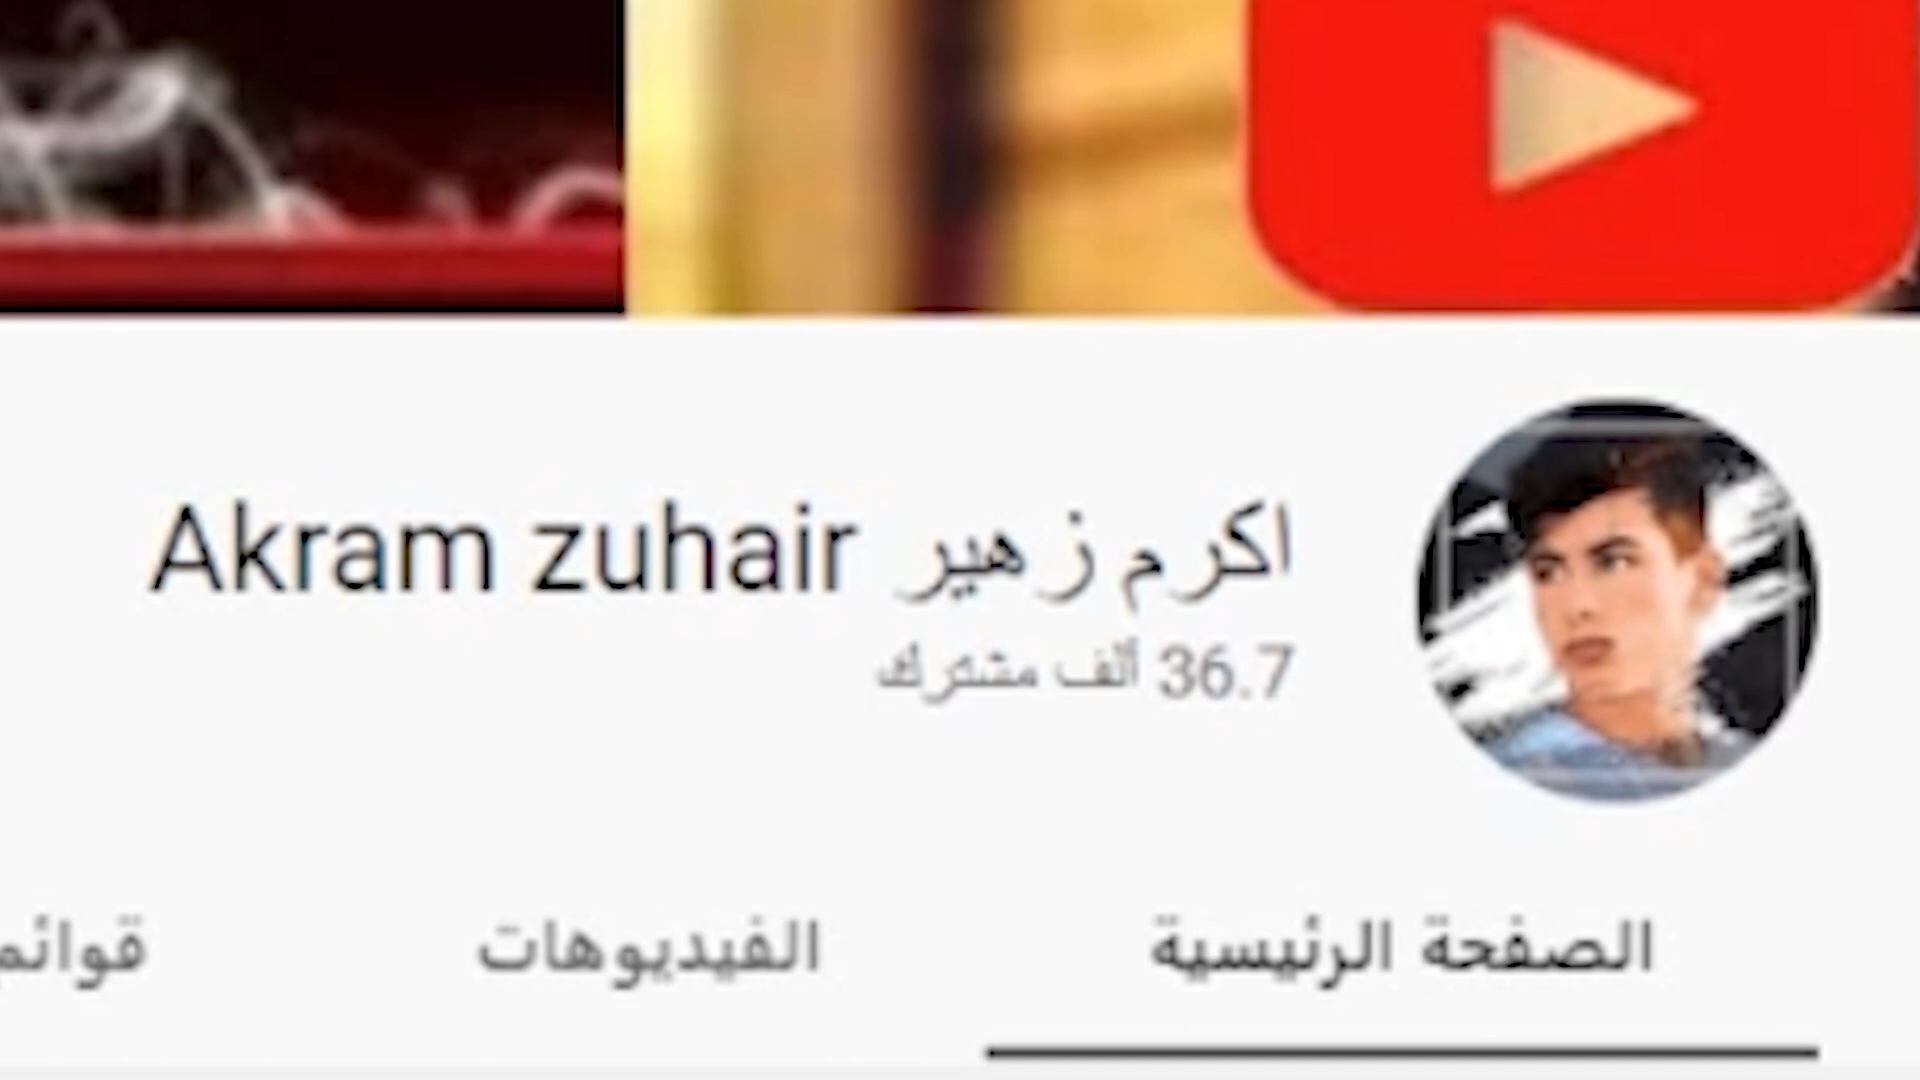 اكرم زهير Akram zuhair
36.7 ألف مشترك
الصفحة الرئيسية الفيديوهات